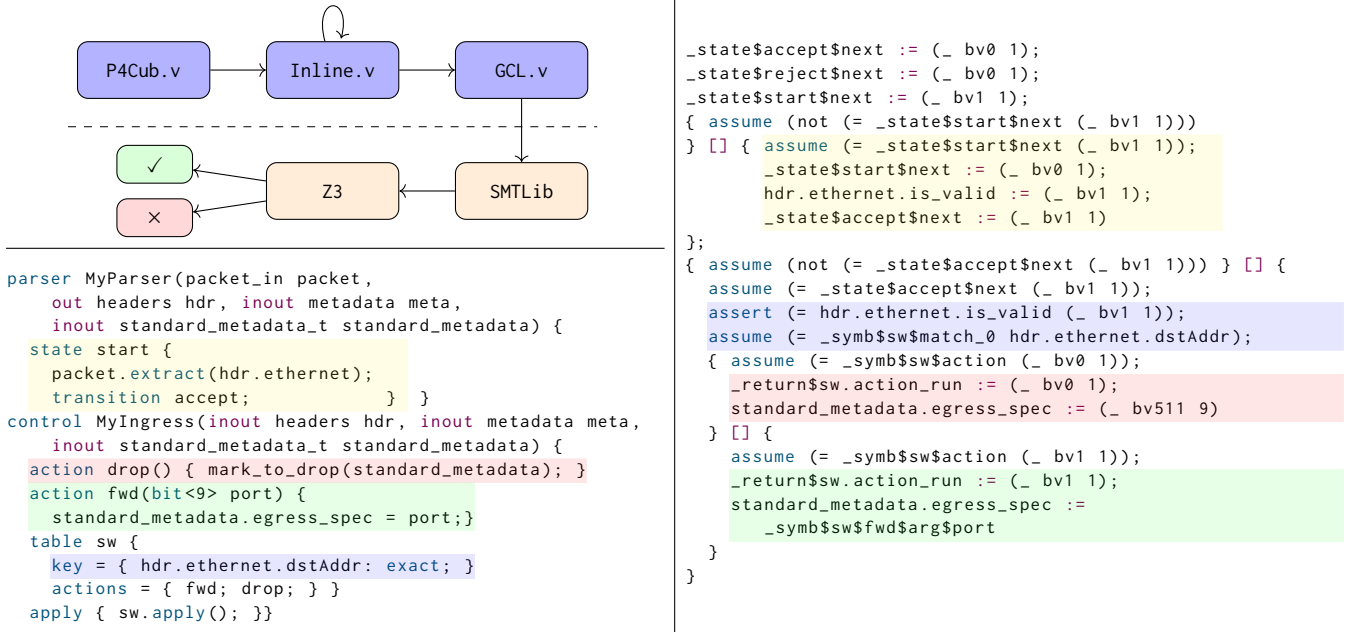 P4Cub.v
Inline.v
GCL.v
✓
×
Z3
SMTLib
parser MyParser(packet_in packet,
    out headers hdr, inout metadata meta,
    inout standard_metadata_t standard_metadata) {
  state start {
    packet.extract(hdr.ethernet);
    transition accept;            }  }
control MyIngress(inout headers hdr, inout metadata meta,
    inout standard_metadata_t standard_metadata) {
  action drop() { mark_to_drop(standard_metadata); }
  action fwd(bit<9> port) {
    standard_metadata.egress_spec = port;}
  table sw {
    key = { hdr.ethernet.dstAddr: exact; }
    actions = { fwd; drop; } }
  apply { sw.apply(); }}
_state$accept$next := (_ bv0 1);
_state$reject$next := (_ bv0 1);
_state$start$next := (_ bv1 1);
{ assume (not (= _state$start$next (_ bv1 1)))
} [] { assume (= _state$start$next (_ bv1 1));
       _state$start$next := (_ bv0 1);
       hdr.ethernet.is_valid := (_ bv1 1);
       _state$accept$next := (_ bv1 1)
};
{ assume (not (= _state$accept$next (_ bv1 1))) } [] {
  assume (= _state$accept$next (_ bv1 1));
  assert (= hdr.ethernet.is_valid (_ bv1 1));
  assume (= _symb$sw$match_0 hdr.ethernet.dstAddr);
  { assume (= _symb$sw$action (_ bv0 1));
    _return$sw.action_run := (_ bv0 1);
    standard_metadata.egress_spec := (_ bv511 9)
  } [] {
    assume (= _symb$sw$action (_ bv1 1));
    _return$sw.action_run := (_ bv1 1);
    standard_metadata.egress_spec :=
       _symb$sw$fwd$arg$port
  }
}